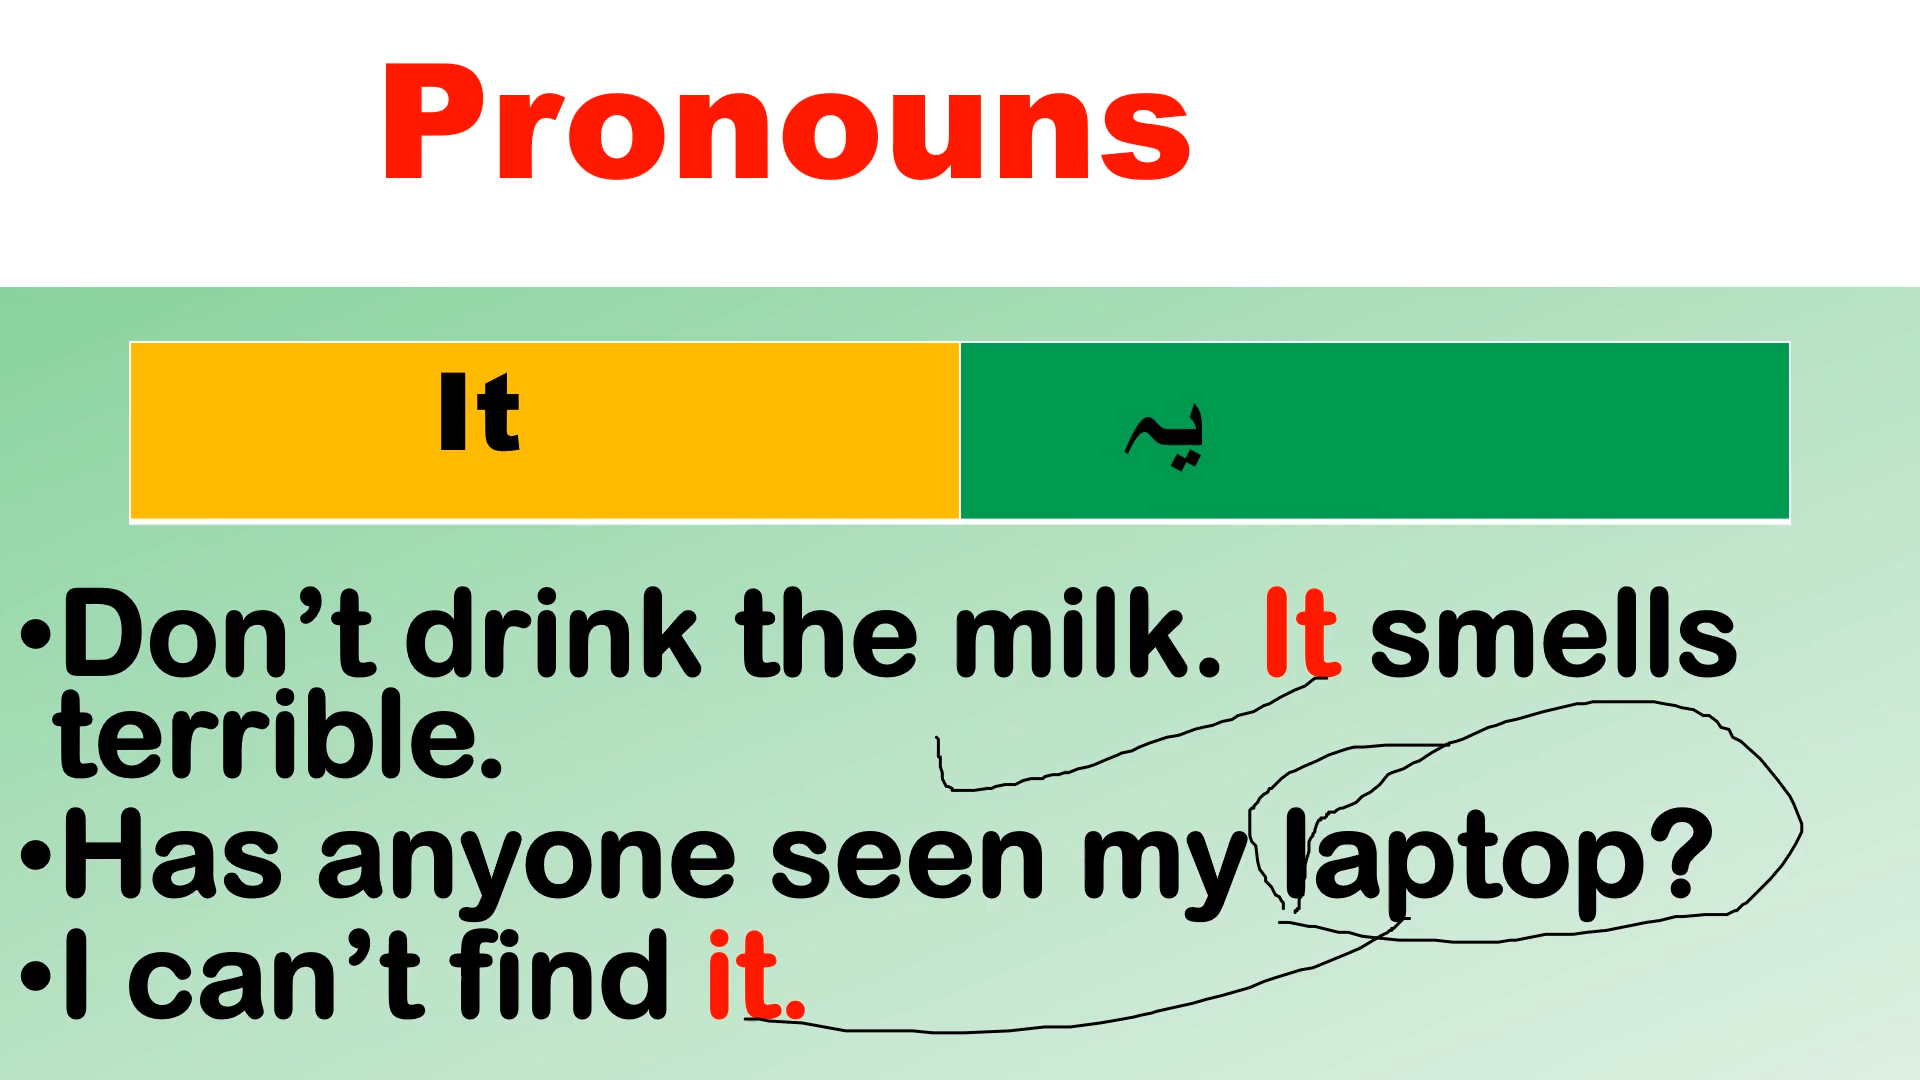 Pronouns
It
یہ
•Don’t drink the milk. It smells
terrible.
•Has anyone seen my laptop?
•I can’t find it.